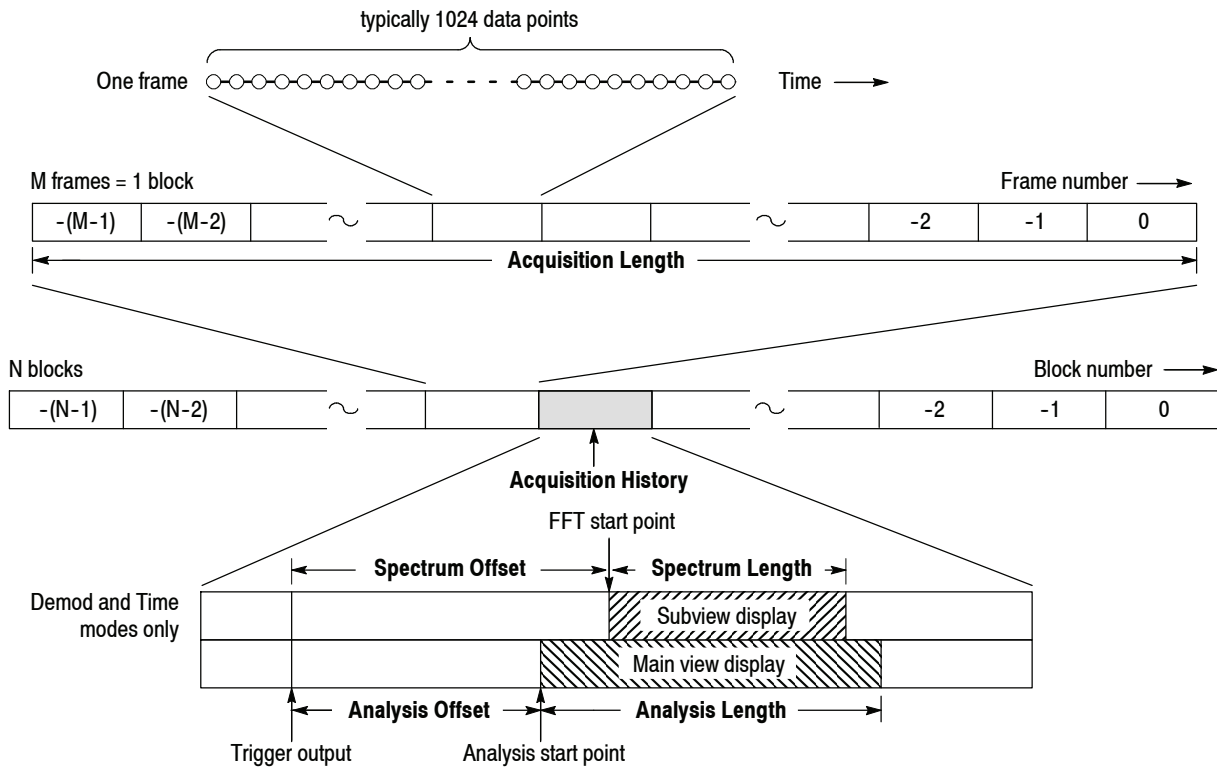 typically 1024 data points
One frame
Time
M frames = 1 block
Frame number
-(M-1) -(M-2) -2 -1 0
Acquisition Length
N blocks
Block number
-(N-1) -(N-2) -2 -1 0
Acquisition History
FFT start point
Spectrum Offset Spectrum Length
Demod and Time
modes only
Subview display
Main view display
Analysis Offset Analysis Length
Trigger output Analysis start point